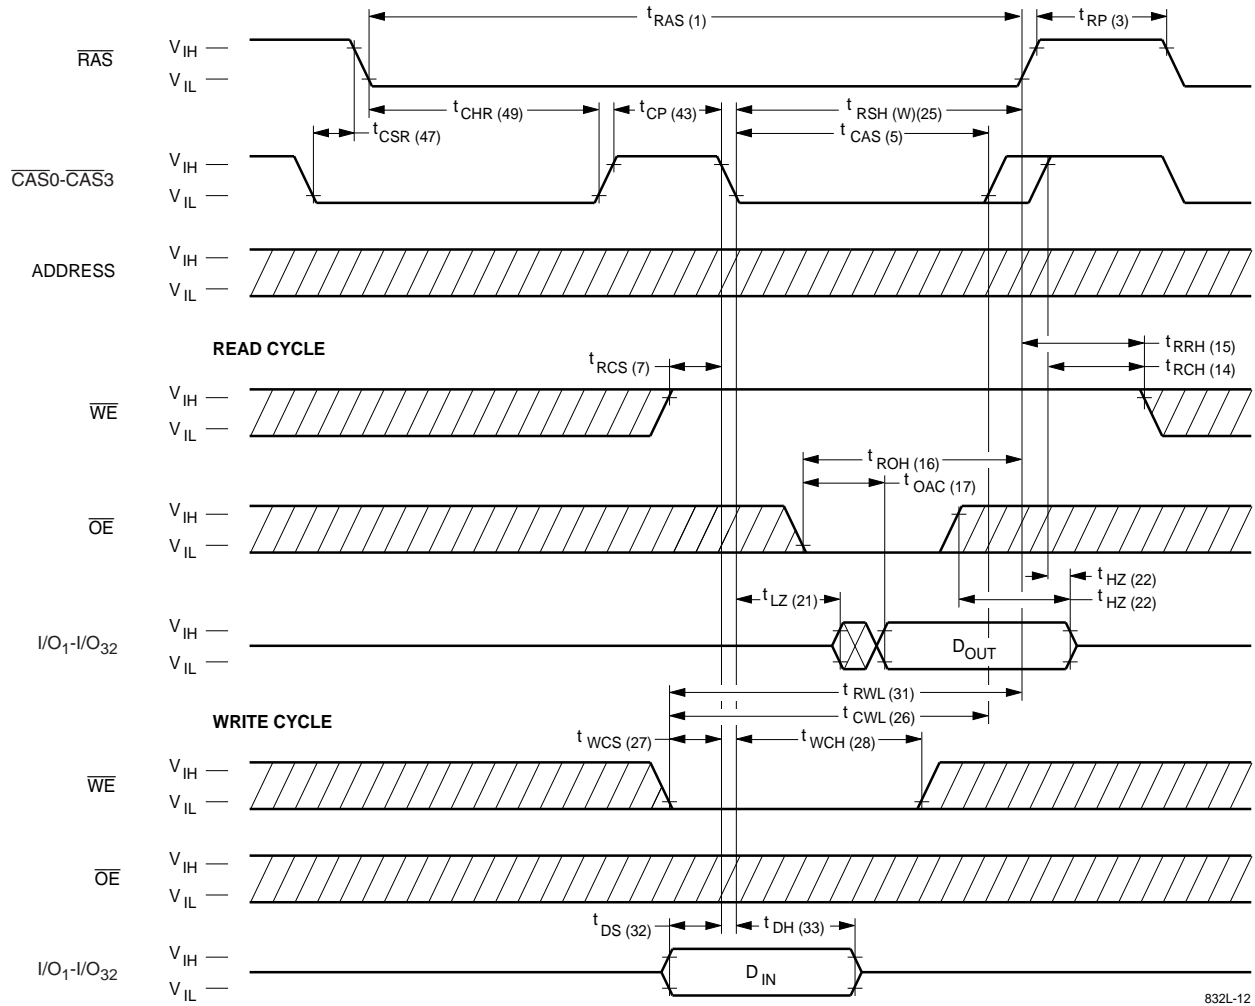 t RAS (1)
t RP (3)
RAS
V IH
V IL
t CHR (49)
t CP (43)
t RSH (W)(25)
t CSR (47)
t CAS (5)
CAS0-CAS3
V IH
V IL
ADDRESS
V IH
V IL
READ CYCLE
t RRH (15)
t RCS (7)
t RCH (14)
WE
V IH
V IL
t ROH (16)
t OAC (17)
OE
V IH
V IL
t HZ (22)
t LZ (21)
t HZ (22)
I/O1-I/O32
V IH
V IL
DOUT
t RWL (31)
WRITE CYCLE
t CWL (26)
t WCS (27)
t WCH (28)
WE
V IH
V IL
OE
V IH
V IL
t DS (32)
t DH (33)
I/O1-I/O32
V IH
V IL
D IN
832L-12